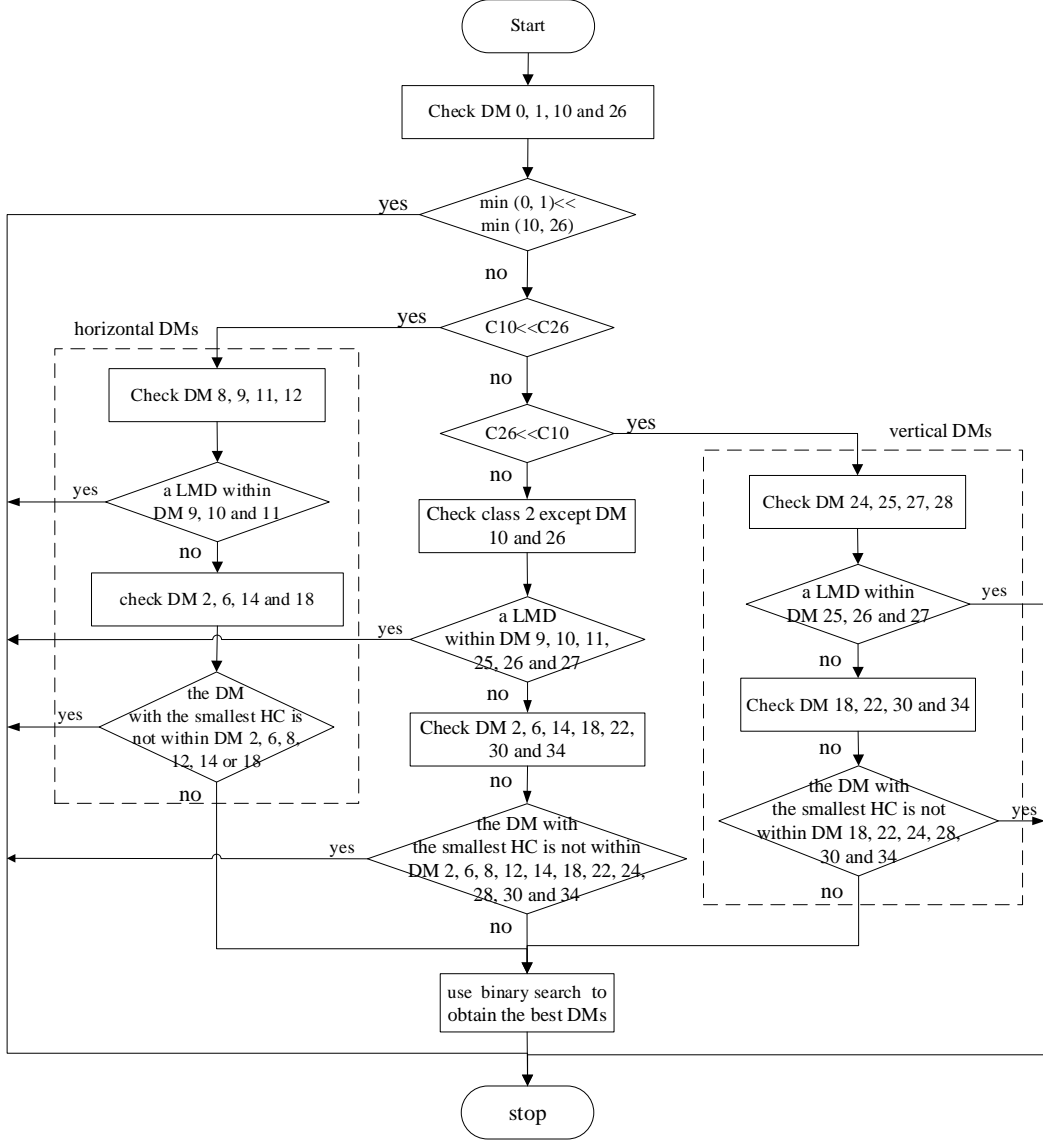 Start
Check DM 0, 1, 10 and 26
yes
min (0, 1)<<
min (10, 26)
no
horizontal DMs
yes
C10<<C26
no
Check DM 8, 9, 11, 12
C26<<C10
yes
vertical DMs
no
yes
a LMD within
DM 9, 10 and 11
no
Check class 2 except DM
10 and 26
Check DM 24, 25, 27, 28
check DM 2, 6, 14 and 18
a LMD within
DM 25, 26 and 27
yes
no
yes
a LMD
within DM 9, 10, 11,
25, 26 and 27
no
yes
the DM
with the smallest HC is
not within DM 2, 6, 8,
12, 14 or 18
no
Check DM 2, 6, 14, 18, 22,
30 and 34
no
Check DM 18, 22, 30 and 34
no
the DM with
the smallest HC is not
within DM 18, 22, 24, 28,
30 and 34
yes
no
yes
the DM with
the smallest HC is not within
DM 2, 6, 8, 12, 14, 18, 22, 24,
28, 30 and 34
no
use binary search to
obtain the best DMs
stop